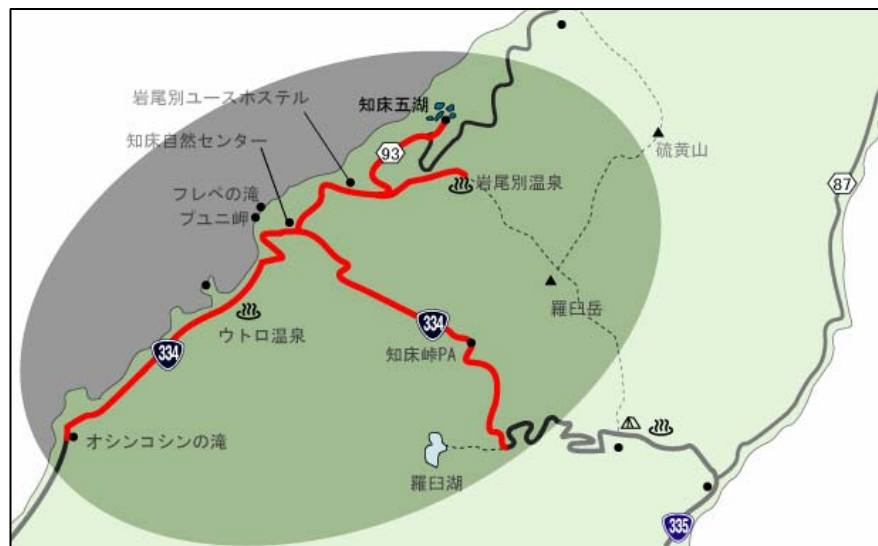 岩尾別ユースホステル
知床五湖
知床自然センター
93
硫黄山
87
岩尾別温泉
フレペの滝
プユニ岬
羅臼岳
334
ウトロ温泉
334
知床峠PA
オシンコシンの滝
羅臼湖
335